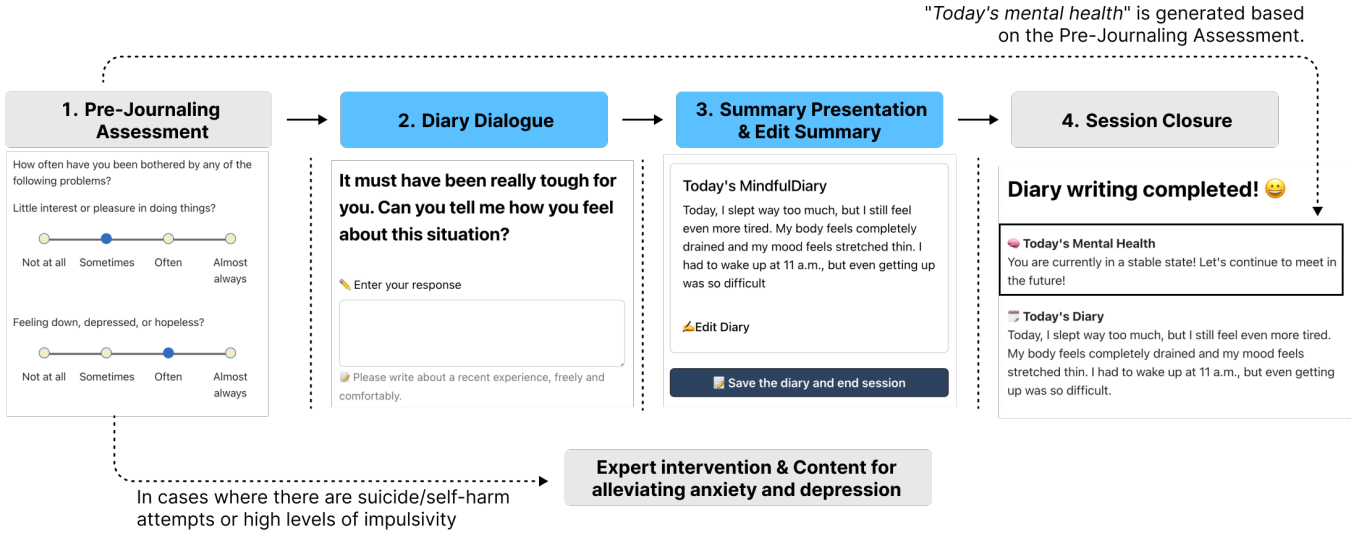 "Today's mental health" is generated based
on the Pre-Journaling Assessment.
1. Pre-Journaling
Assessment
How often have you been bothered by any of the
following problems?
Little interest or pleasure in doing things?
Not at all Sometimes Often Almost
always
Feeling down, depressed, or hopeless?
Not at all Sometimes Often Almost
always
2. Diary Dialogue
It must have been really tough for
you. Can you tell me how you feel
about this situation?
✏️ Enter your response
📝 Please write about a recent experience, freely and
comfortably.
3. Summary Presentation
& Edit Summary
Today's MindfulDiary
Today, I slept way too much, but I still feel
even more tired. My body feels completely
drained and my mood feels stretched thin. I
had to wake up at 11 a.m., but even getting up
was so difficult
✍️Edit Diary
📝 Save the diary and end session
4. Session Closure
Diary writing completed! 😀
🧠 Today's Mental Health
You are currently in a stable state! Let's continue to meet in
the future!
🗓️ Today's Diary
Today, I slept way too much, but I still feel even more tired.
My body feels completely drained and my mood feels
stretched thin. I had to wake up at 11 a.m., but even getting
up was so difficult.
In cases where there are suicide/self-harm
attempts or high levels of impulsivity
Expert intervention & Content for
alleviating anxiety and depression